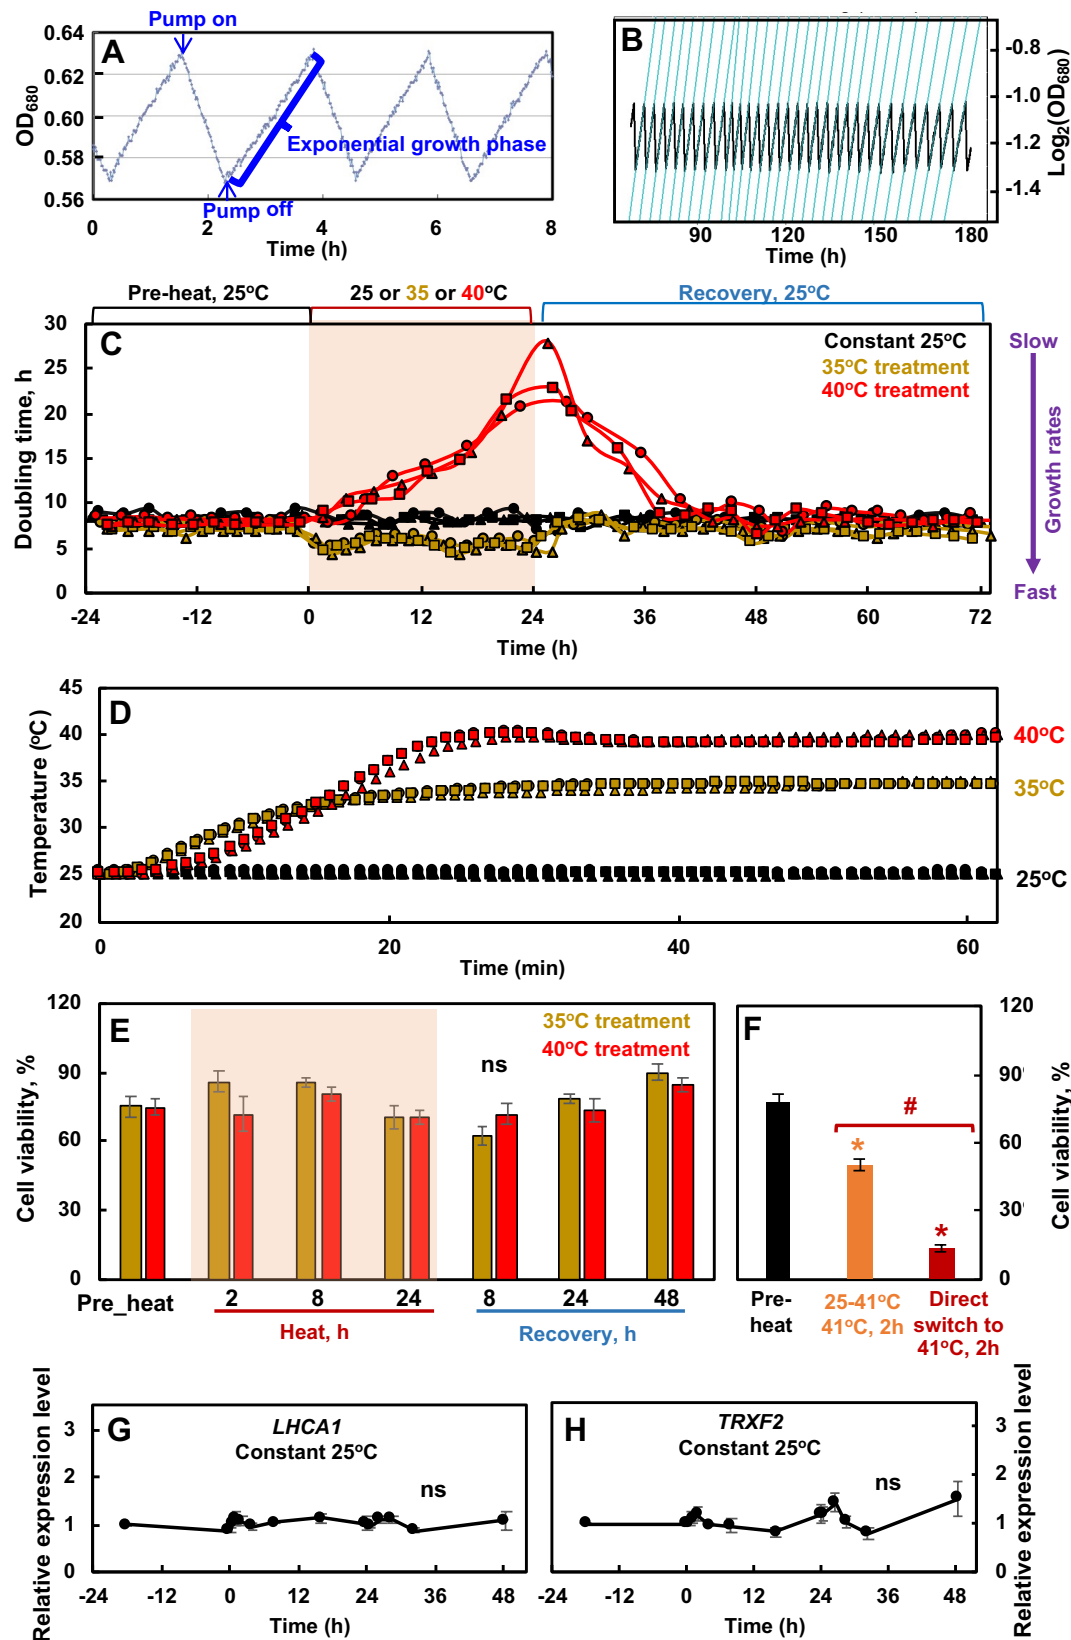 Pump on
A
OD680
0.64
0.62
0.60
0.58
0.56
Exponential growth phase
Pump off
0 2 4 6 8
Time (h)
B
-0.8
-1.0
-1.2
-1.4
Log2(OD680)
90 120 150 180
Time (h)
Pre-heat, 25°C
25 or 35 or 40°C
Recovery, 25°C
C
Doubling time, h
30
25
20
15
10
5
0
Constant 25°C
35°C treatment
40°C treatment
Slow
Growth rates
Fast
-24 -12 0 12 24 36 48 60 72
Time (h)
D
Temperature (°C)
45
40
35
30
25
20
40°C
35°C
25°C
0 20 40 60
Time (min)
E
Cell viability, %
120
90
60
30
0
35°C treatment
40°C treatment
ns
Pre_heat 2 8 24 8 24 48
Heat, h
Recovery, h
F
#
*
*
120
90
60
30
0
Cell viability, %
Pre-
heat
25-41°C
41°C, 2h
Direct
switch to
41°C, 2h
G
LHCA1
Constant 25°C
ns
Relative expression level
3
2
1
0
-24 -12 0 12 24 36 48
Time (h)
H
TRXF2
Constant 25°C
ns
3
2
1
0
Relative expression level
-24 -12 0 12 24 36 48
Time (h)